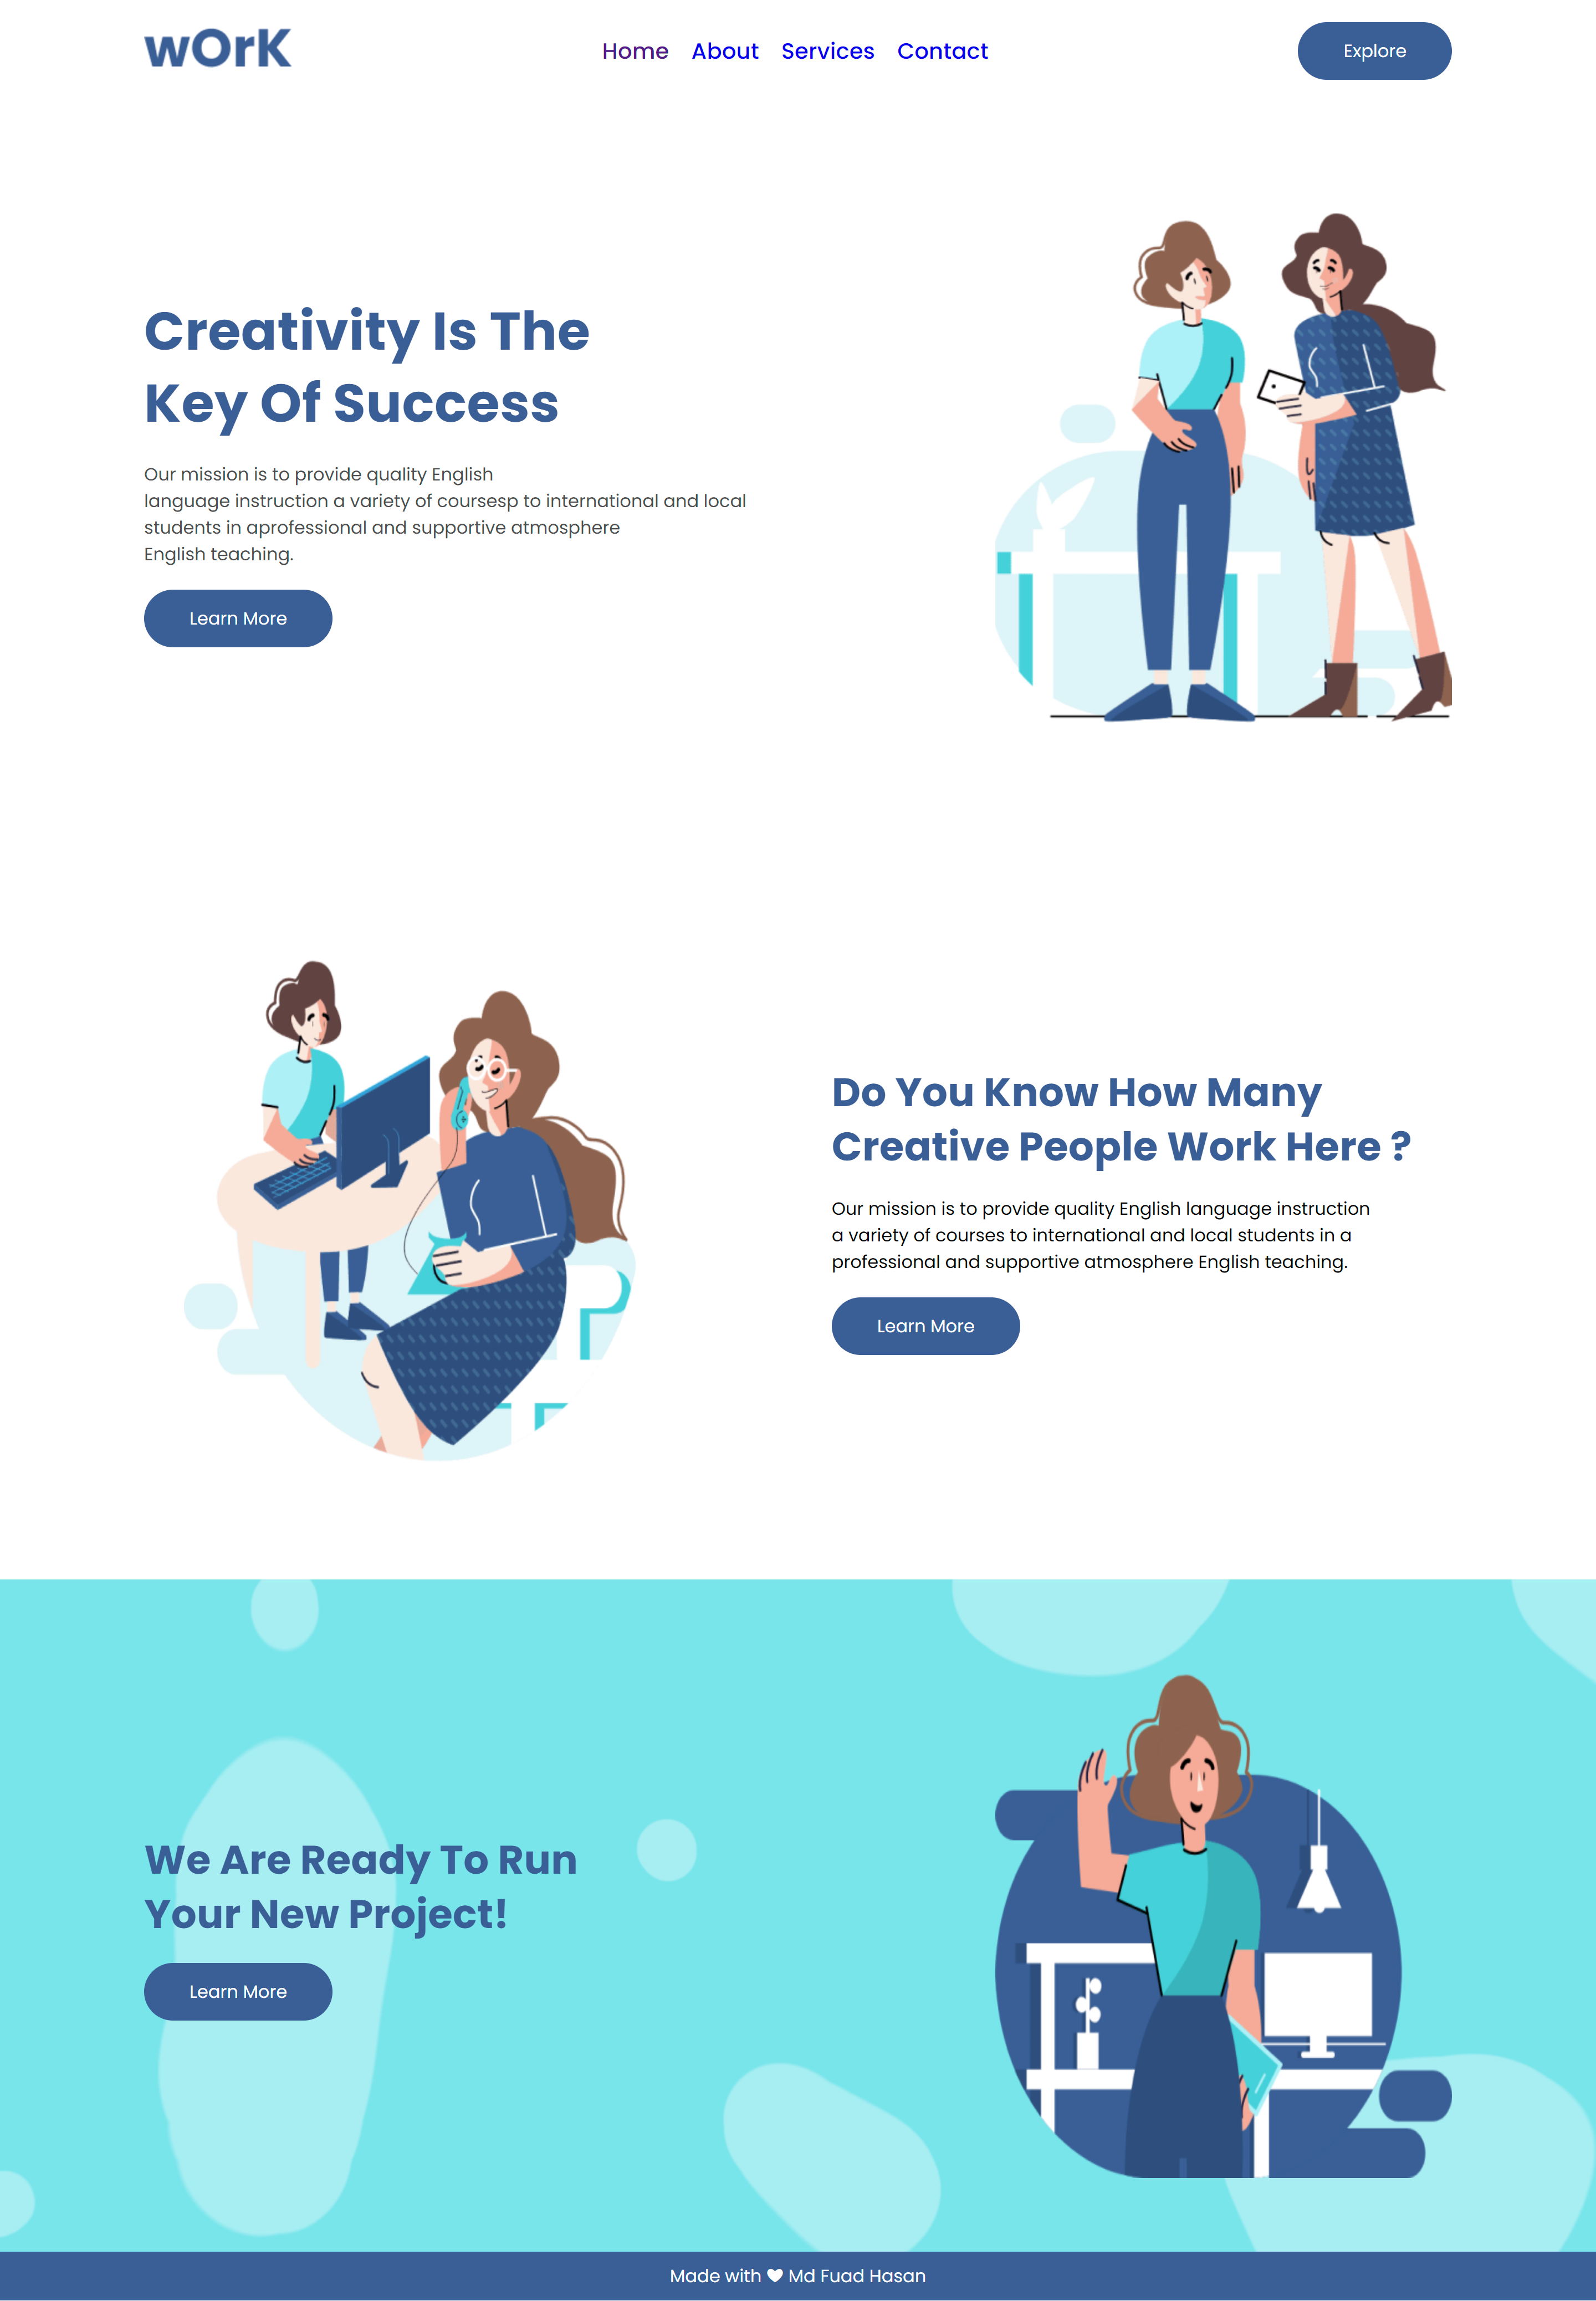 wOrK
Home About Services Contact
Explore
Creativity Is The
Key Of Success
Our mission is to provide quality English
language instruction a variety of coursesp to international and local
students in aprofessional and supportive atmosphere
English teaching.
Learn More
Do You Know How Many
Creative People Work Here ?
Our mission is to provide quality English language instruction
a variety of courses to international and local students in a
professional and supportive atmosphere English teaching.
Learn More
We Are Ready To Run
Your New Project!
Learn More
Made with ♥ Md Fuad Hasan